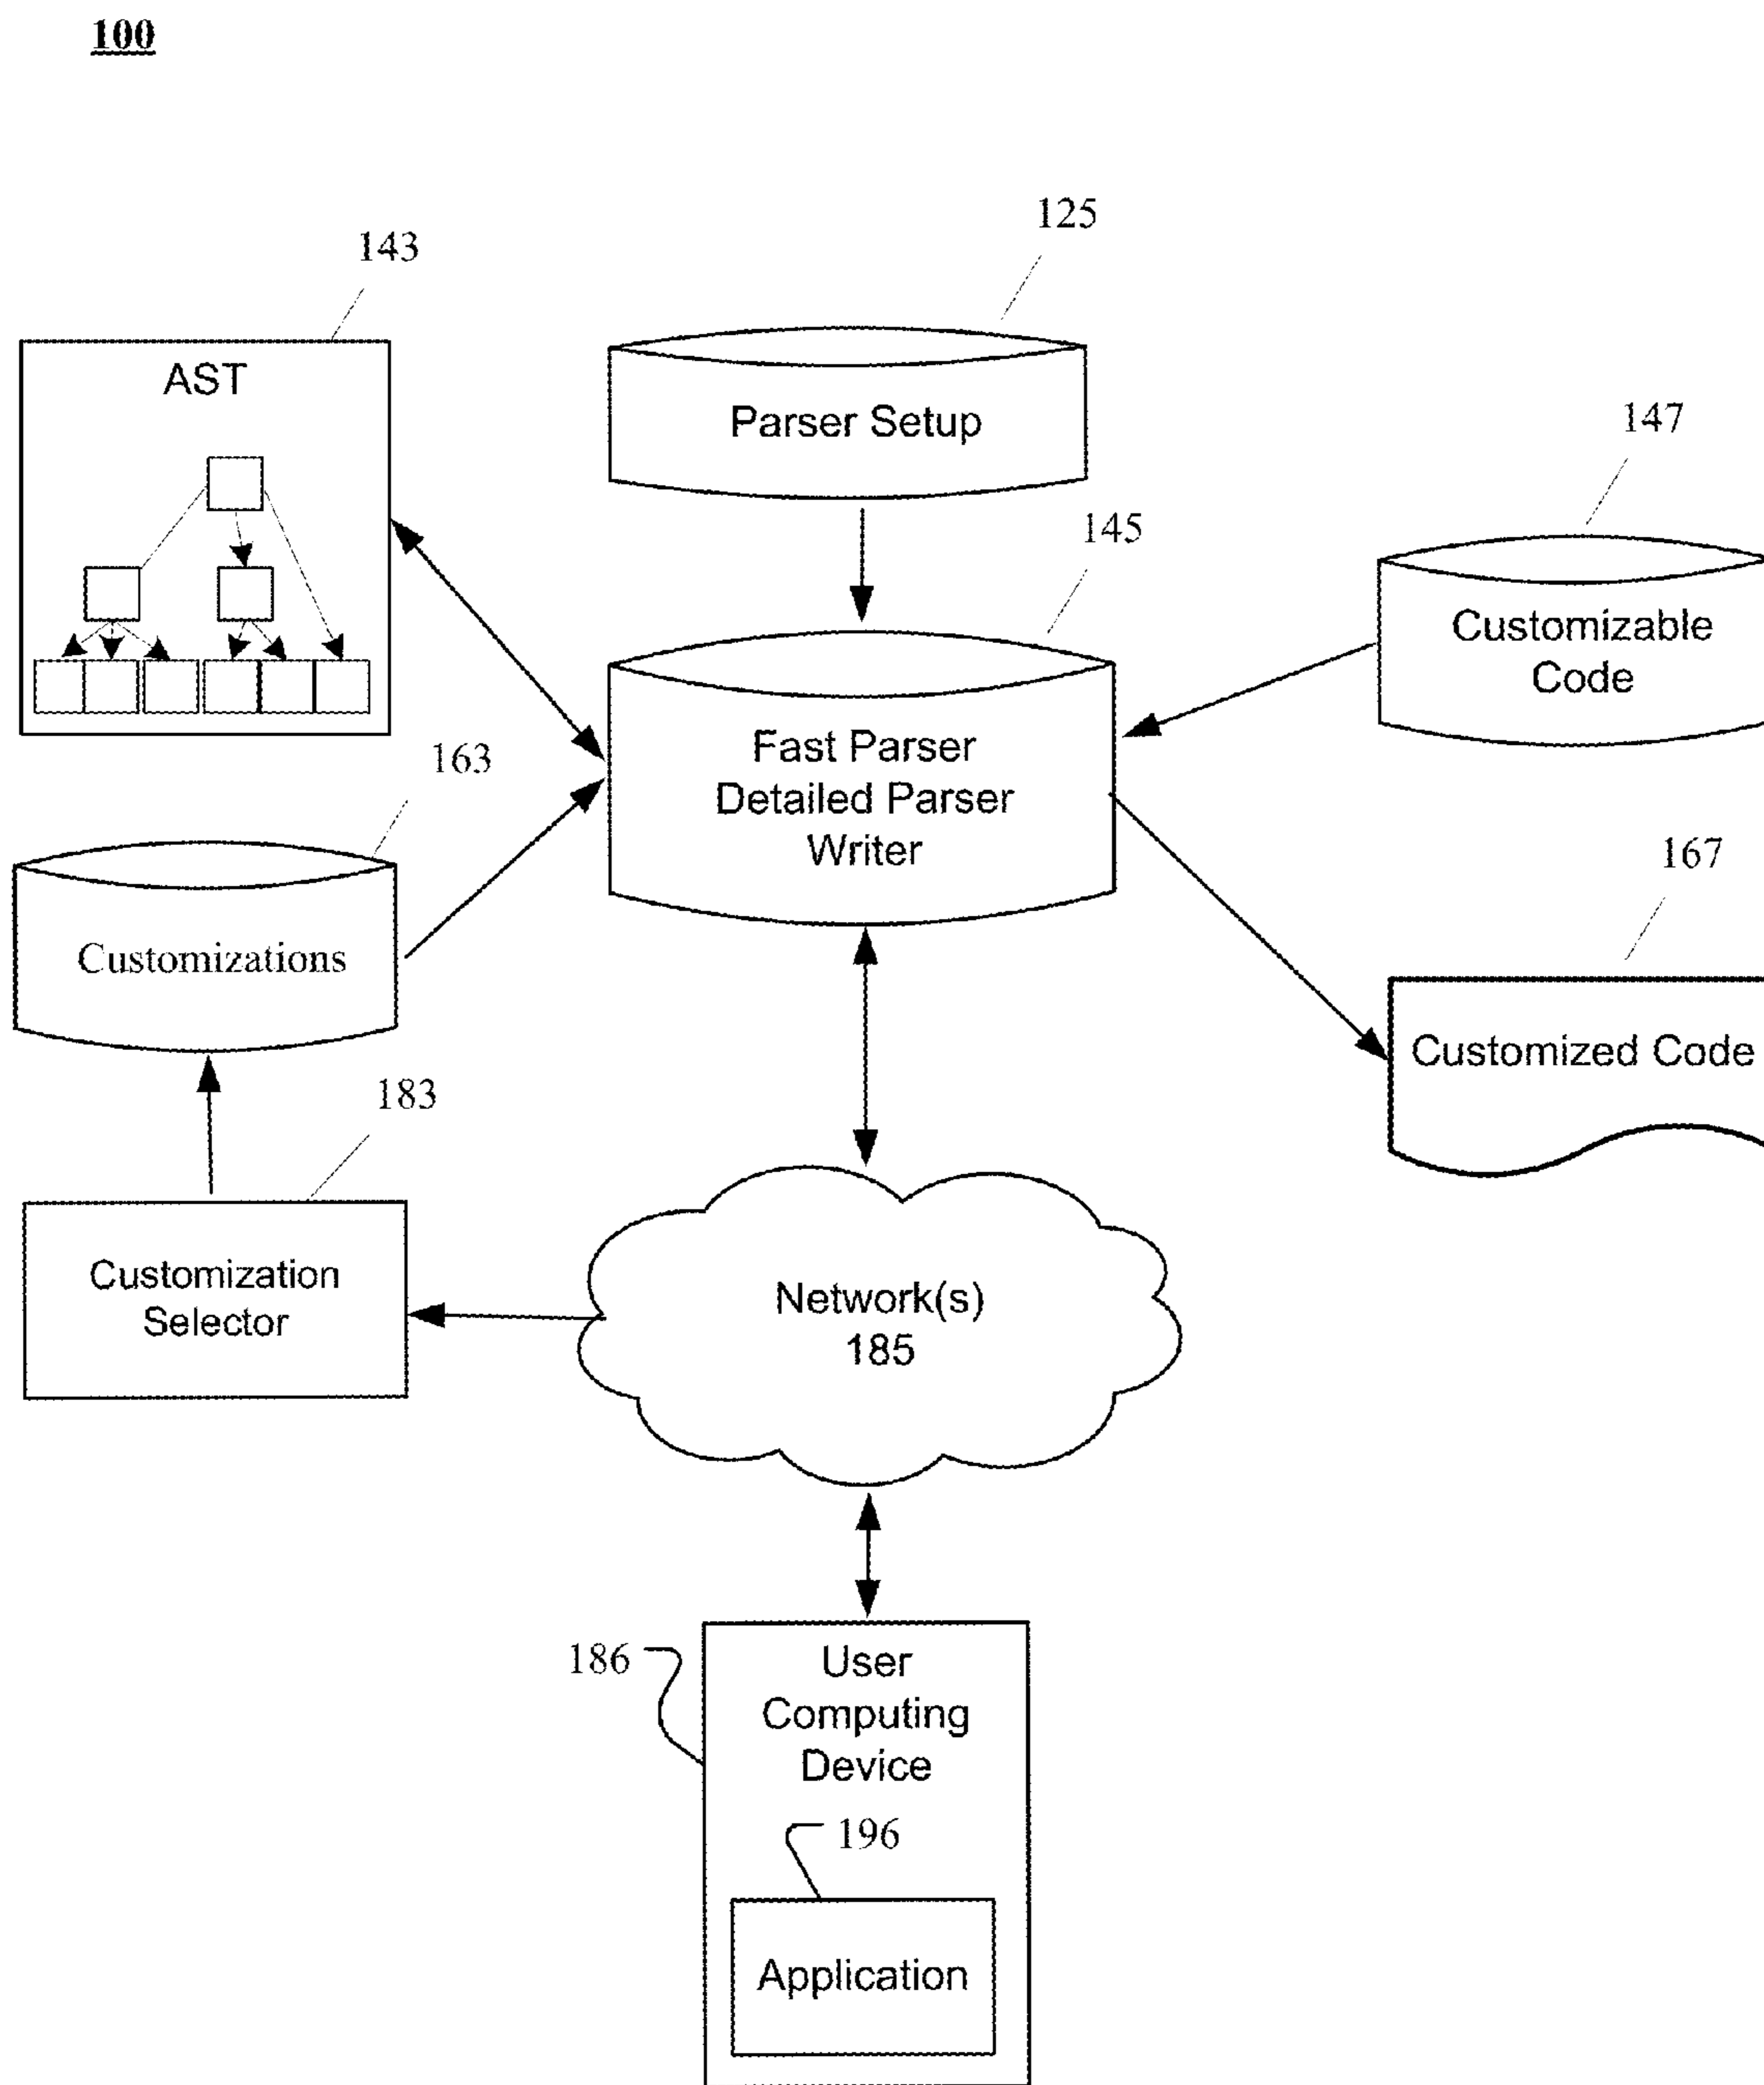 100
125
143
AST
Parser Setup
147
145
Customizable
Code
163
Fast Parser
Detailed Parser
Writer
167
Customizations
Customized Code
183
Customization
Selector
Network(s)
185
186
User
Computing
Device
196
Application